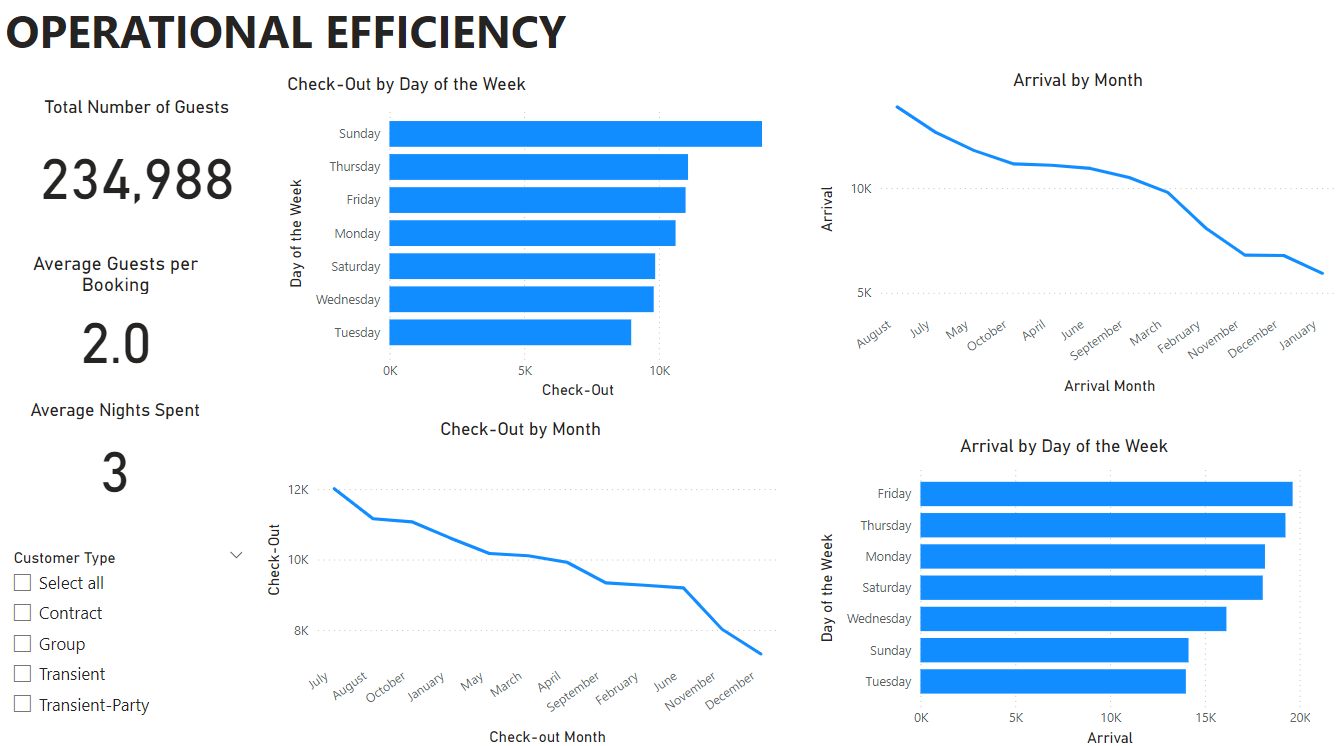 OPERATIONAL EFFICIENCY
Total Number of Guests
234,988
Average Guests per
Booking
2.0
Average Nights Spent
3
Customer Type
Select all
Contract
Group
Transient
Transient-Party
Check-Out by Day of the Week
Day of the Week
Sunday
Thursday
Friday
Monday
Saturday
Wednesday
Tuesday
0K 5K 10K
Check-Out
Arrival by Month
Arrival
10K
5K
August July May October April June September March February November December January
Arrival Month
Check-Out by Month
Check-Out
12K
10K
8K
July August October January May March April September February June November December
Check-out Month
Arrival by Day of the Week
Day of the Week
Friday
Thursday
Monday
Saturday
Wednesday
Sunday
Tuesday
0K 5K 10K 15K 20K
Arrival